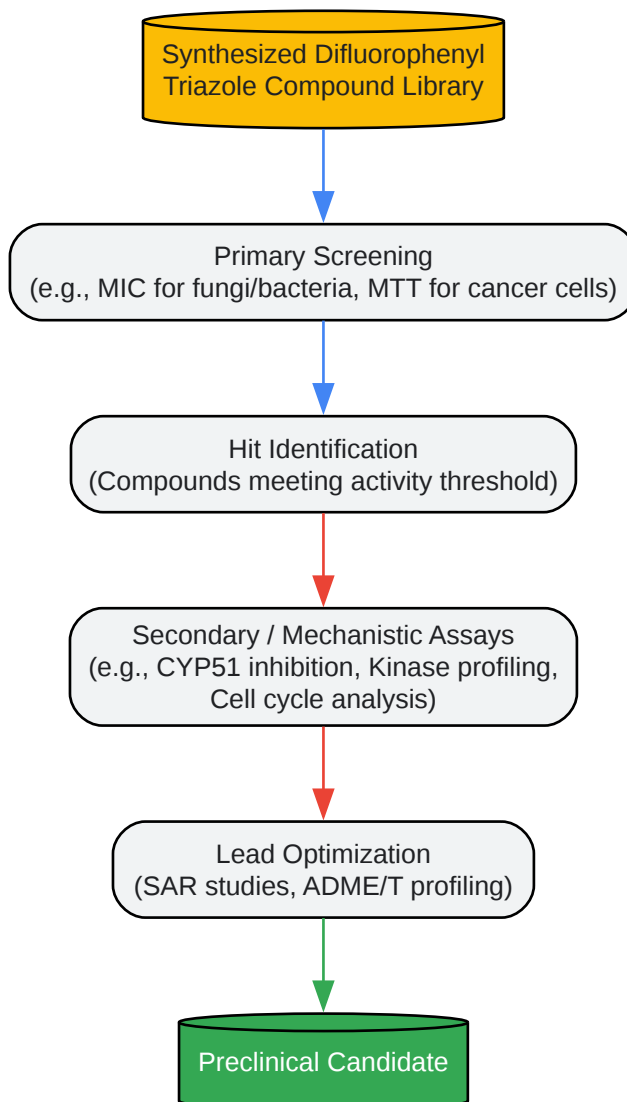 Synthesized Difluorophenyl
Triazole Compound Library
Primary Screening
(e.g., MIC for fungi/bacteria, MTT for cancer cells)
Hit Identification
(Compounds meeting activity threshold)
Secondary / Mechanistic Assays
(e.g., CYP51 inhibition, Kinase profiling,
Cell cycle analysis)
Lead Optimization
(SAR studies, ADME/T profiling)
Preclinical Candidate